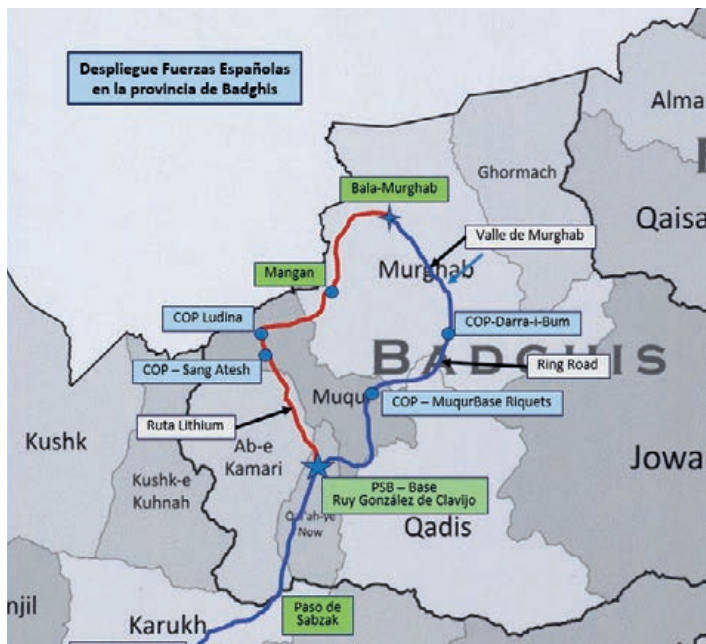 Despliegue Fuerzas Españolas
en la provincia de Badghis
Alma
Ghormach
Bala-Murghab
Qaisa
Valle de Murghab
Mangan
Murghab
COP Ludina
COP-Darra-i-Bum
BADGHIS
COP – Sang Atesh
Ring Road
Muqu
COP – MuqurBase Riquets
Ruta Lithium
Kushk
Ab-e
Kamari
Jowa
Kushk-e
Kuhnah
PSB – Base
Ruy González de Clavijo
Now
Qadis
njil
Paso de
Sabzak
Karukh